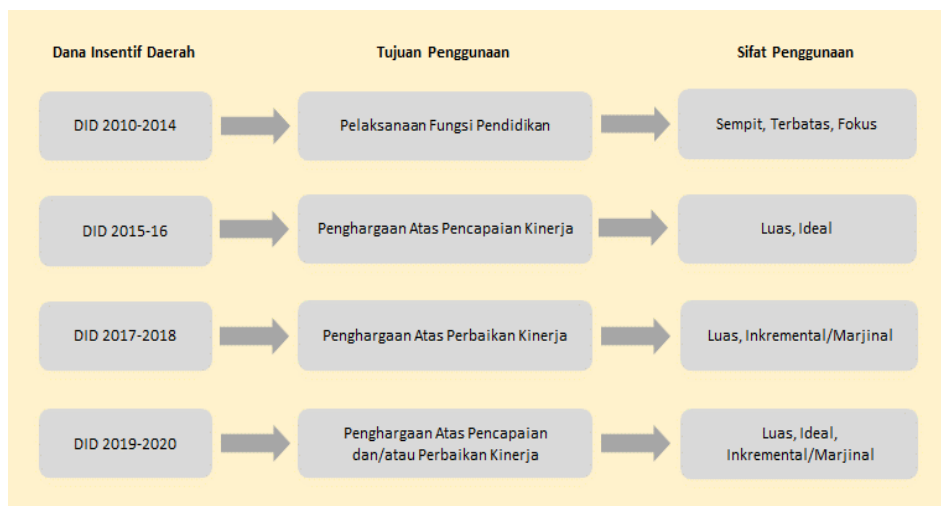 Dana Insentif Daerah
Tujuan Penggunaan
Sifat Penggunaan
DID 2010-2014
Pelaksanaan Fungsi Pendidikan
Sempit, Terbatas, Fokus
DID 2015-16
Penghargaan Atas Pencapaian Kinerja
Luas, Ideal
DID 2017-2018
Penghargaan Atas Perbaikan Kinerja
Luas, Inkremental/Marjinal
DID 2019-2020
Penghargaan Atas Pencapaian
dan/atau Perbaikan Kinerja
Luas, Ideal,
Inkremental/Marjinal